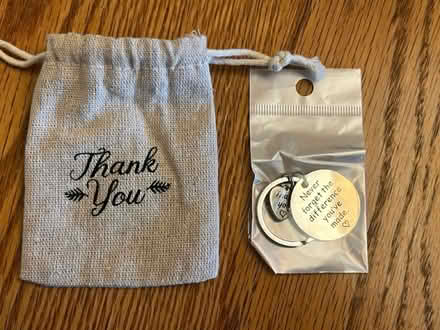 Thank
You
Never
forget the
difference
you've
made.